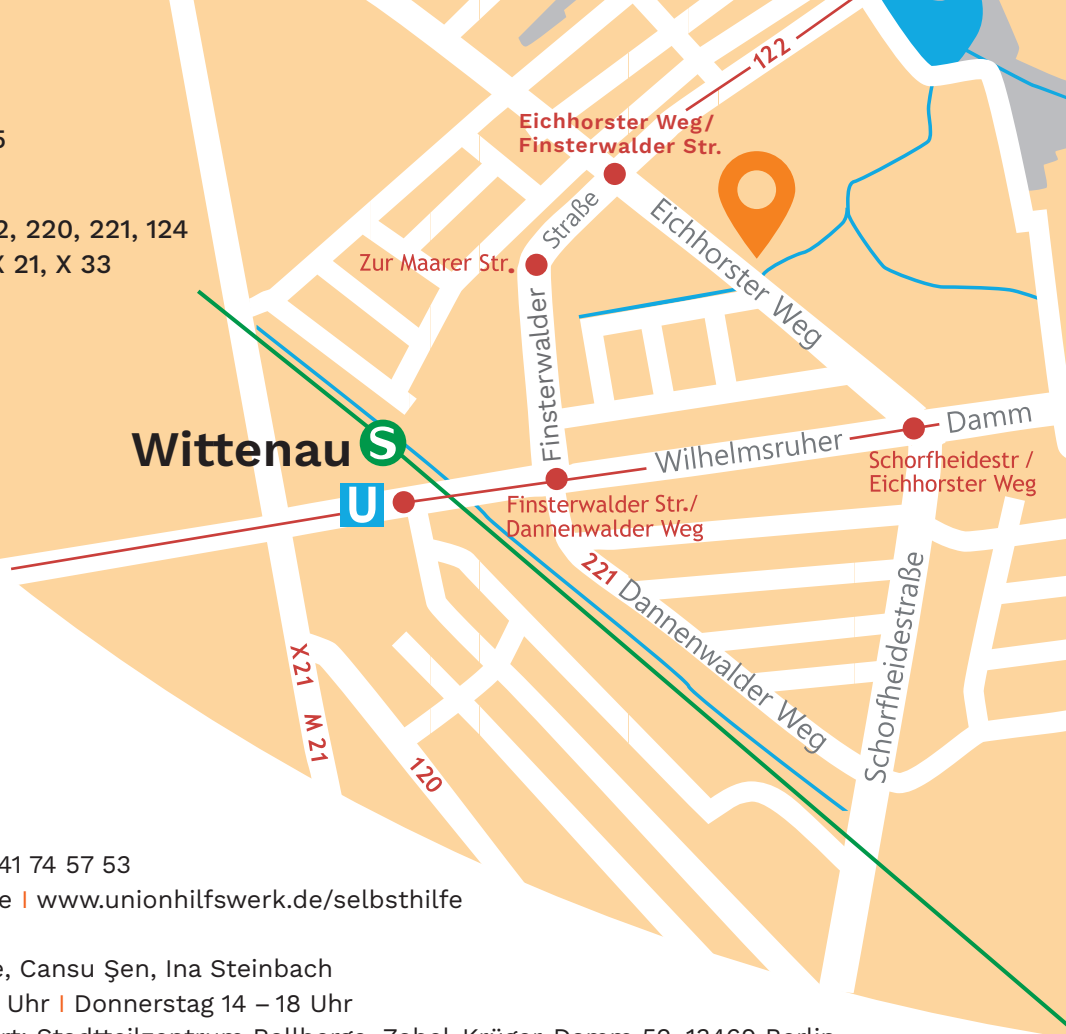 122
Eichhorster Weg/
Finsterwalder Str.
5
2, 220, 221, 124
X 21, X 33
Straße
Eichhorster Weg
Zur Maarer Str.
Finsterwalder
Wittenau S
U
Wilhelmsruher
Damm
Schorfheidestr /
Eichhorster Weg
Finsterwalder Str./
Dannenwalder Weg
221
Dannenwalder Weg
Schorfheidestraße
X 21
M 21
120
41 74 57 53
e I www.unionhilfswerk.de/selbsthilfe
e, Cansu Şen, Ina Steinbach
Uhr I Donnerstag 14 – 18 Uhr